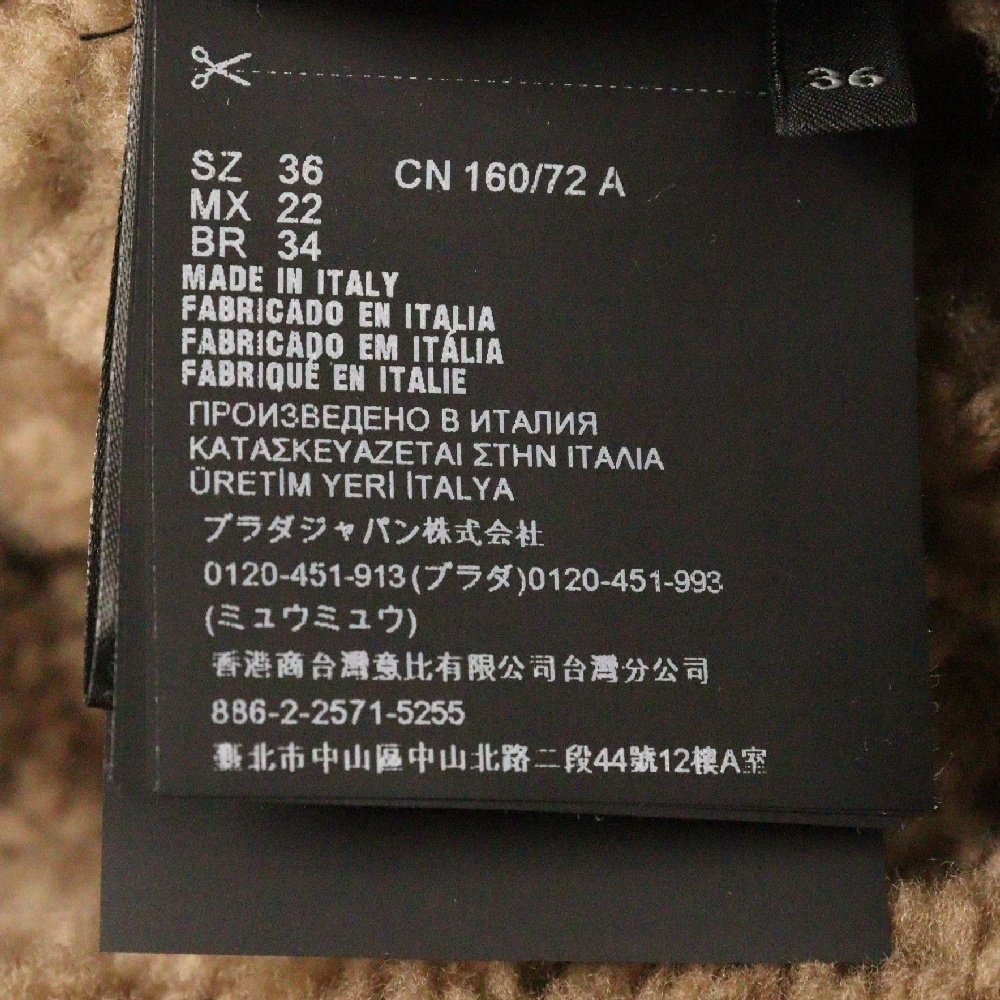 36
SZ 36 CN 160/72 A
MX 22
BR 34
MADE IN ITALY
FABRICADO EN ITALIA
FABRICADO EM ITÁLIA
FABRIQUÉ EN ITALIE
ПРОИЗВЕДЕНО В ИТАЛИЯ
ΚΑΤΑΣΚΕΥΑΖΕΤΑΙ ΣΤΗΝ ΙΤΑΛΙΑ
ÜRETİM YERİ İTALYA
プラダジャパン株式会社
0120-451-913(プラダ)0120-451-993
(ミュウミュウ)
香港商台灣意比有限公司台灣分公司
886-2-2571-5255
臺北市中山區中山北路二段44號12樓A室